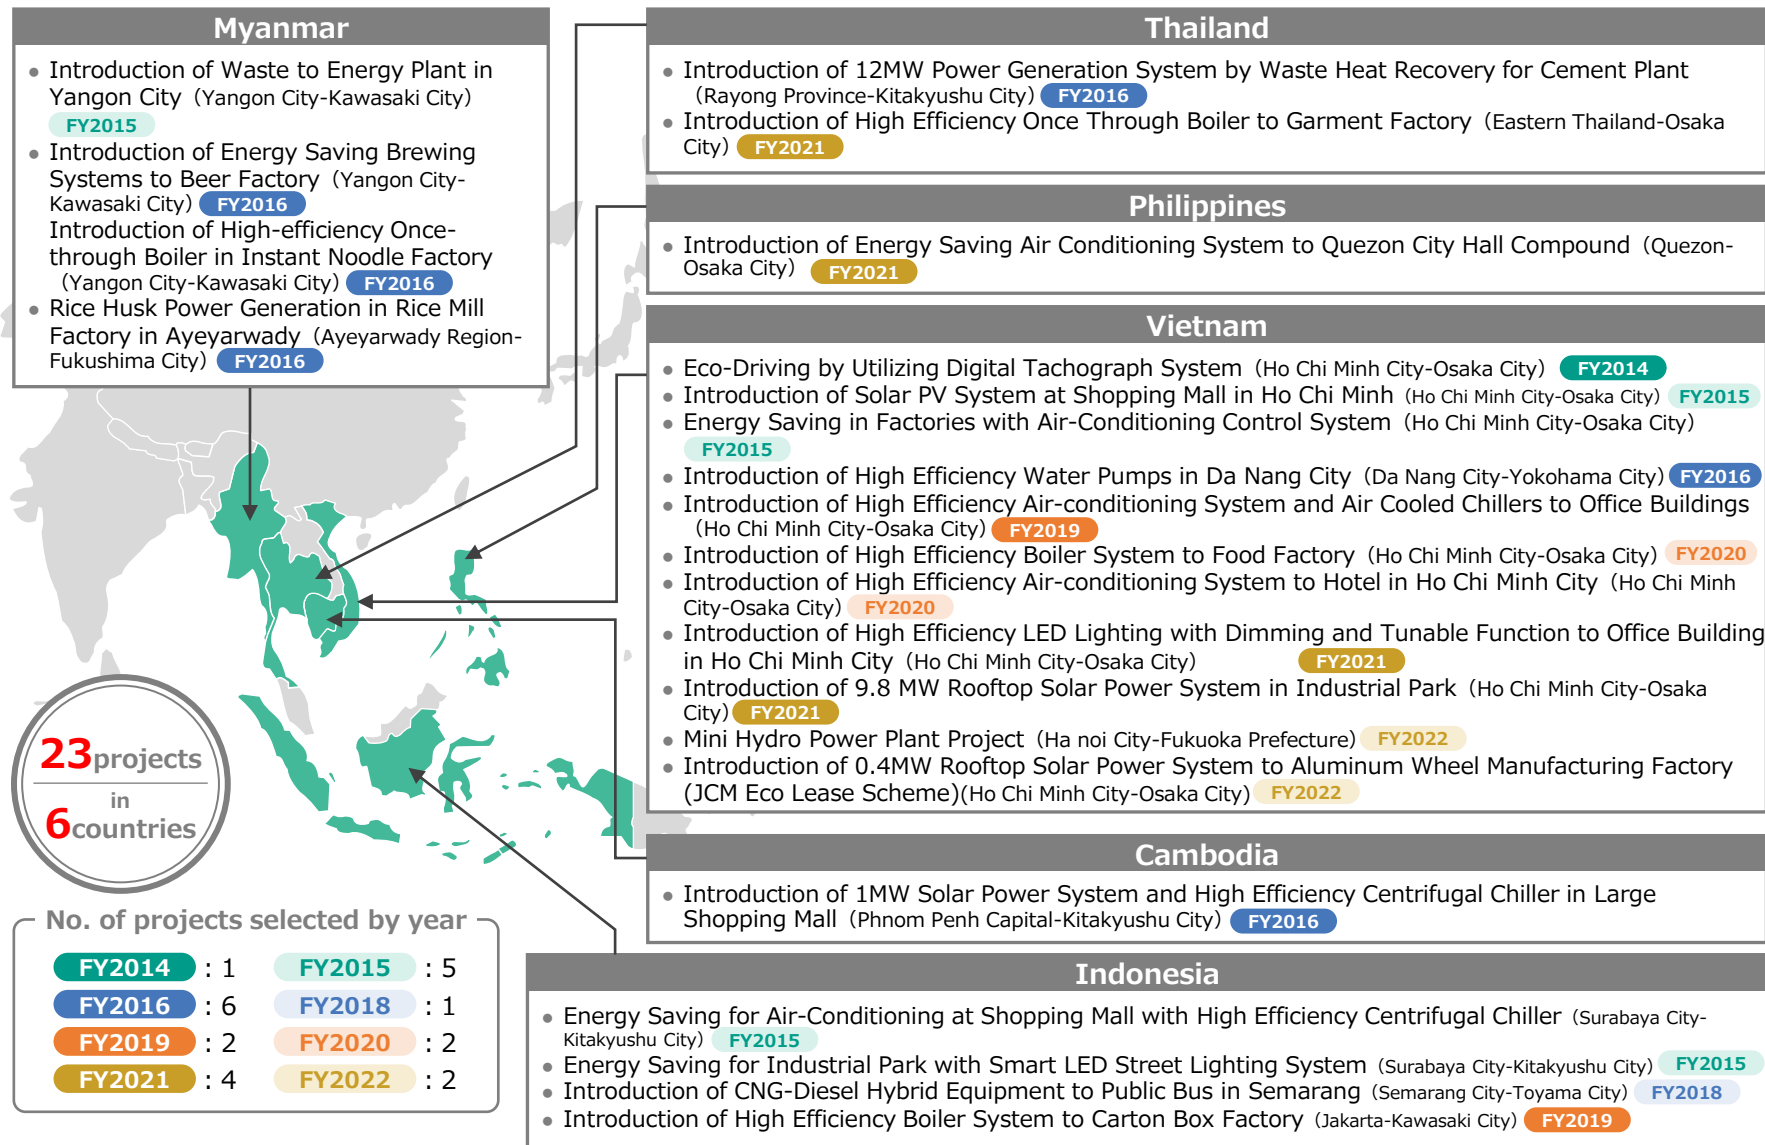 Myanmar
• Introduction of Waste to Energy Plant in
Yangon City (Yangon City-Kawasaki City)
FY2015
• Introduction of Energy Saving Brewing
Systems to Beer Factory (Yangon City-
Kawasaki City) FY2016
Introduction of High-efficiency Once-
through Boiler in Instant Noodle Factory
(Yangon City-Kawasaki City) FY2016
• Rice Husk Power Generation in Rice Mill
Factory in Ayeyarwady (Ayeyarwady Region-
Fukushima City) FY2016
Thailand
• Introduction of 12MW Power Generation System by Waste Heat Recovery for Cement Plant
(Rayong Province-Kitakyushu City) FY2016
• Introduction of High Efficiency Once Through Boiler to Garment Factory (Eastern Thailand-Osaka
City) FY2021
Philippines
• Introduction of Energy Saving Air Conditioning System to Quezon City Hall Compound (Quezon-
Osaka City) FY2021
Vietnam
• Eco-Driving by Utilizing Digital Tachograph System (Ho Chi Minh City-Osaka City) FY2014
• Introduction of Solar PV System at Shopping Mall in Ho Chi Minh (Ho Chi Minh City-Osaka City) FY2015
• Energy Saving in Factories with Air-Conditioning Control System (Ho Chi Minh City-Osaka City)
FY2015
• Introduction of High Efficiency Water Pumps in Da Nang City (Da Nang City-Yokohama City) FY2016
• Introduction of High Efficiency Air-conditioning System and Air Cooled Chillers to Office Buildings
(Ho Chi Minh City-Osaka City) FY2019
• Introduction of High Efficiency Boiler System to Food Factory (Ho Chi Minh City-Osaka City) FY2020
• Introduction of High Efficiency Air-conditioning System to Hotel in Ho Chi Minh City (Ho Chi Minh
City-Osaka City) FY2020
• Introduction of High Efficiency LED Lighting with Dimming and Tunable Function to Office Building
in Ho Chi Minh City (Ho Chi Minh City-Osaka City) FY2021
• Introduction of 9.8 MW Rooftop Solar Power System in Industrial Park (Ho Chi Minh City-Osaka
City) FY2021
• Mini Hydro Power Plant Project (Ha noi City-Fukuoka Prefecture) FY2022
• Introduction of 0.4MW Rooftop Solar Power System to Aluminum Wheel Manufacturing Factory
(JCM Eco Lease Scheme)(Ho Chi Minh City-Osaka City) FY2022
Cambodia
• Introduction of 1MW Solar Power System and High Efficiency Centrifugal Chiller in Large
Shopping Mall (Phnom Penh Capital-Kitakyushu City) FY2016
Indonesia
• Energy Saving for Air-Conditioning at Shopping Mall with High Efficiency Centrifugal Chiller (Surabaya City-
Kitakyushu City) FY2015
• Energy Saving for Industrial Park with Smart LED Street Lighting System (Surabaya City-Kitakyushu City) FY2015
• Introduction of CNG-Diesel Hybrid Equipment to Public Bus in Semarang (Semarang City-Toyama City) FY2018
• Introduction of High Efficiency Boiler System to Carton Box Factory (Jakarta-Kawasaki City) FY2019
23projects
in
6countries
No. of projects selected by year
FY2014 : 1 FY2015 : 5
FY2016 : 6 FY2018 : 1
FY2019 : 2 FY2020 : 2
FY2021 : 4 FY2022 : 2